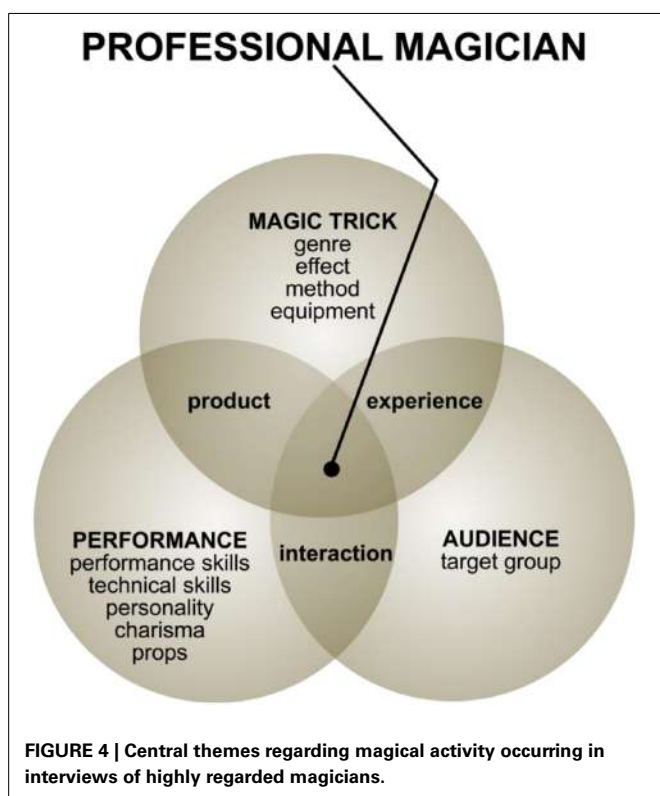 PROFESSIONAL MAGICIAN
MAGIC TRICK
genre
effect
method
equipment
product
experience
PERFORMANCE
performance skills
technical skills
personality
charisma
props
interaction
AUDIENCE
target group
FIGURE 4 | Central themes regarding magical activity occurring in
interviews of highly regarded magicians.